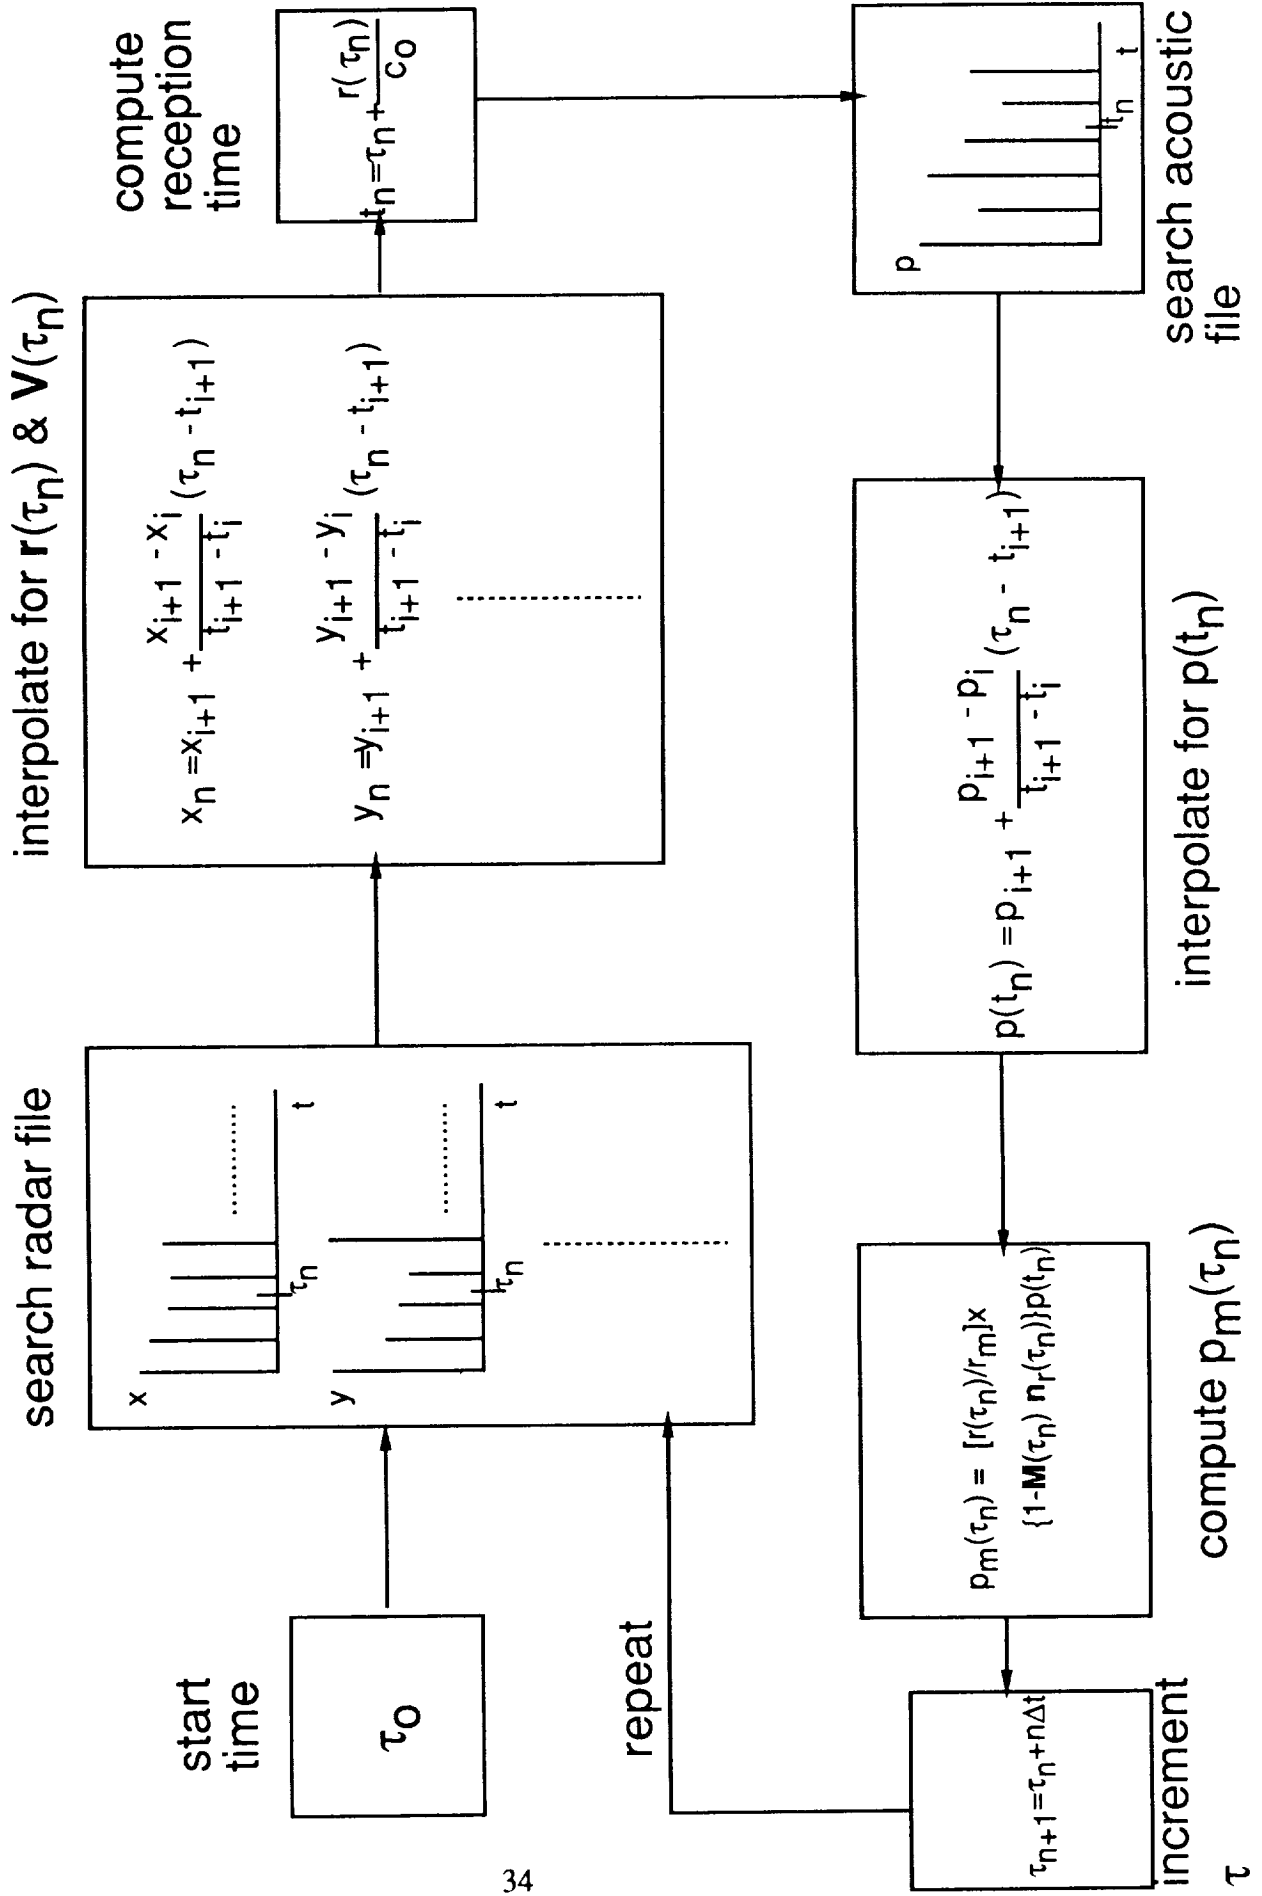 start
time
τ₀
search radar file
x
τₙ
t
y
τₙ
t
interpolate for r(τₙ) & V(τₙ)
xₙ =xᵢ₊₁ + (xᵢ₊₁ - xᵢ)/(tᵢ₊₁ - tᵢ) (τₙ - tᵢ₊₁)
yₙ =yᵢ₊₁ + (yᵢ₊₁ - yᵢ)/(tᵢ₊₁ - tᵢ) (τₙ - tᵢ₊₁)
compute
reception
time
tₙ=τₙ+ r(τₙ)/c₀
p
tₙ
t
search acoustic
file
p(tₙ) =pᵢ₊₁ + (pᵢ₊₁ - pᵢ)/(tᵢ₊₁ - tᵢ) (τₙ - tᵢ₊₁)
interpolate for p(tₙ)
pₘ(τₙ) = [r(τₙ)/rₘ]x
{1-M(τₙ) nᵣ(τₙ)}p(tₙ)
compute pₘ(τₙ)
τₙ₊₁=τₙ+nΔt
increment
τ
repeat
34